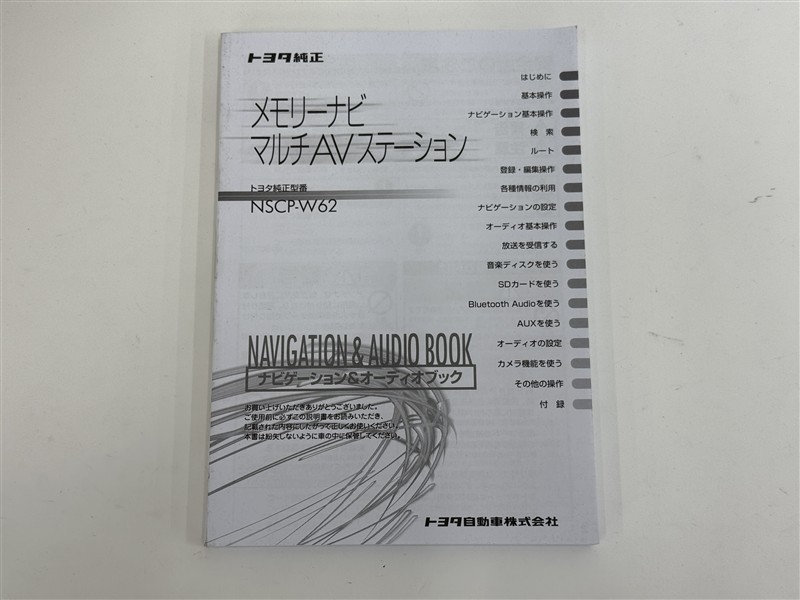 トヨタ純正
メモリーナビ
マルチAVステーション
トヨタ純正型番
NSCP-W62
はじめに
基本操作
ナビゲーション基本操作
検 索
ルート
登録・編集操作
各種情報の利用
ナビゲーションの設定
オーディオ基本操作
放送を受信する
音楽ディスクを使う
SDカードを使う
Bluetooth Audioを使う
AUXを使う
オーディオの設定
カメラ機能を使う
その他の操作
付 録
NAVIGATION & AUDIO BOOK
ナビゲーション&オーディオブック
お買い上げいただきありがとうございました。
ご使用前に必ずこの説明書をお読みいただき、
記載された内容にしたがって正しくお使いください。
本書は紛失しないように車の中に保管してください。
トヨタ自動車株式会社